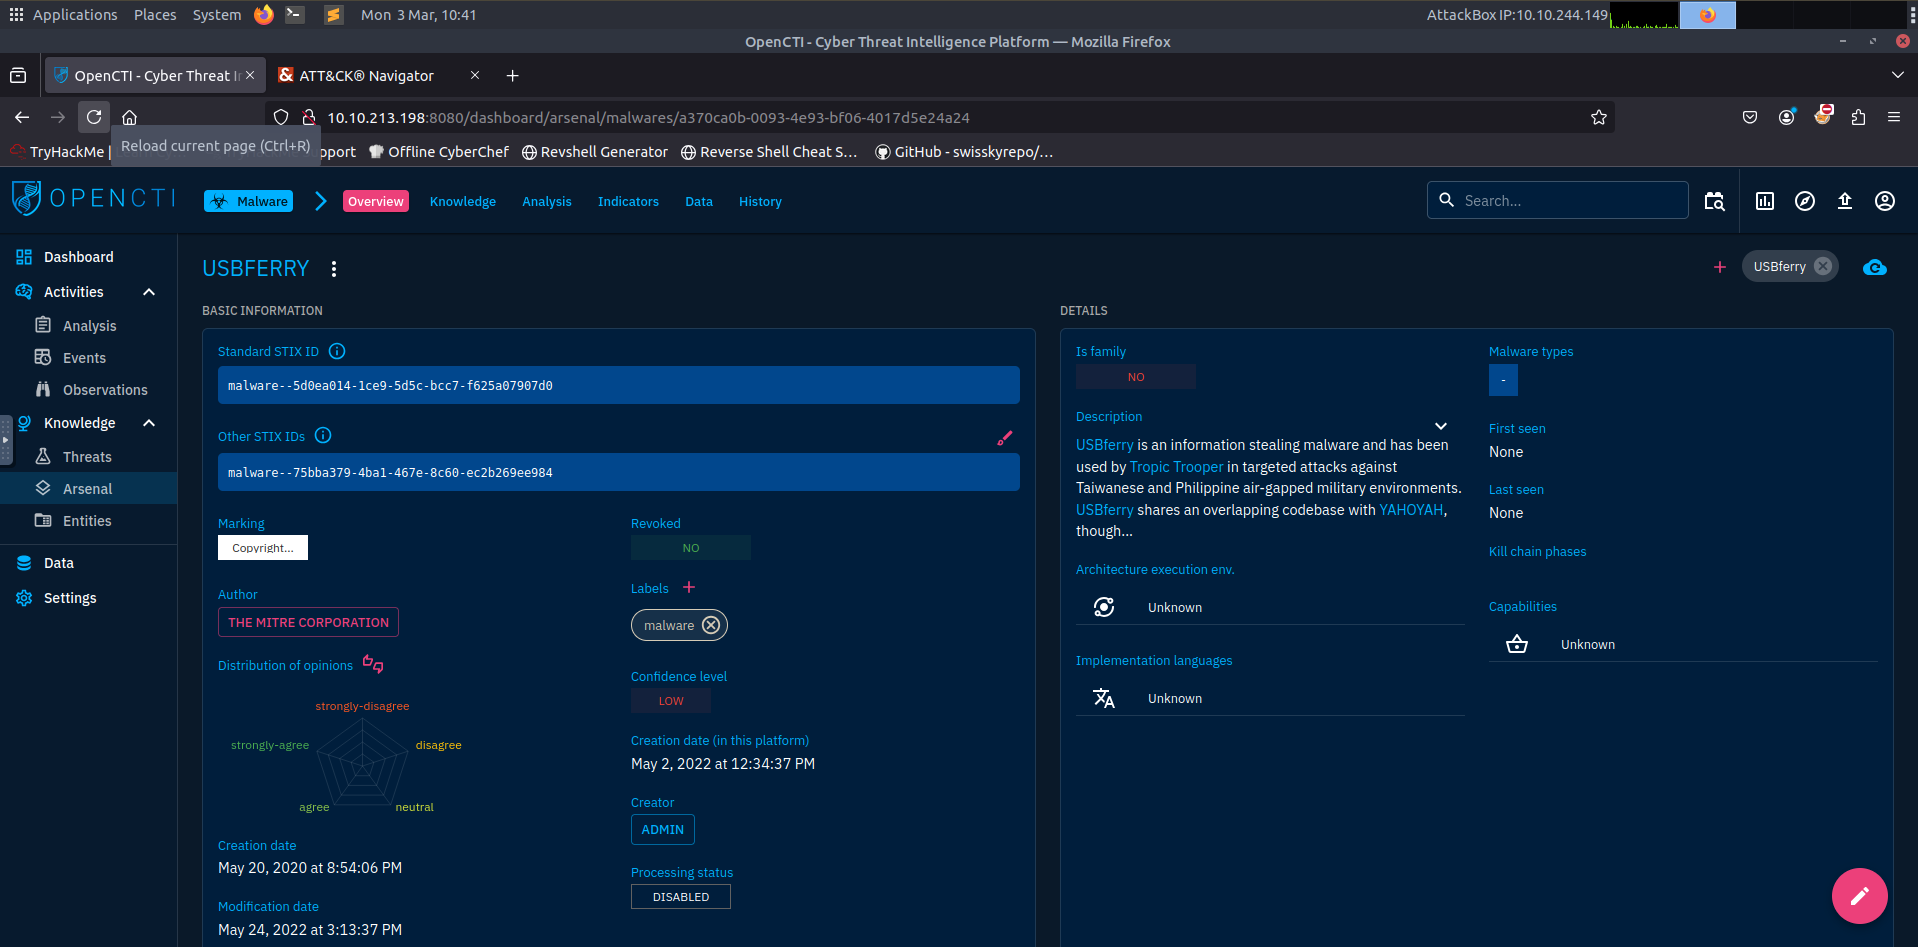 Applications Places System Mon 3 Mar, 10:41 AttackBox IP:10.10.244.149
OpenCTI - Cyber Threat Intelligence Platform — Mozilla Firefox
OpenCTI - Cyber Threat I ATT&CK® Navigator
10.10.213.198:8080/dashboard/arsenal/malwares/a370ca0b-0093-4e93-bf06-4017d5e24a24
Reload current page (Ctrl+R)
TryHackMe | support Offline CyberChef Revshell Generator Reverse Shell Cheat S... GitHub - swisskyrepo/...
OPENCTI Malware Overview Knowledge Analysis Indicators Data History Search...
Dashboard
Activities
Analysis
Events
Observations
Knowledge
Threats
Arsenal
Entities
Data
Settings
USBFERRY
USBferry
BASIC INFORMATION
Standard STIX ID
malware--5d0ea014-1ce9-5d5c-bcc7-f625a07907d0
Other STIX IDs
malware--75bba379-4ba1-467e-8c60-ec2b269ee984
Marking
Copyright...
Author
THE MITRE CORPORATION
Distribution of opinions
strongly-disagree
strongly-agree
disagree
agree
neutral
Creation date
May 20, 2020 at 8:54:06 PM
Modification date
May 24, 2022 at 3:13:37 PM
Revoked
NO
Labels
malware
Confidence level
LOW
Creation date (in this platform)
May 2, 2022 at 12:34:37 PM
Creator
ADMIN
Processing status
DISABLED
DETAILS
Is family
NO
Description
USBferry is an information stealing malware and has been
used by Tropic Trooper in targeted attacks against
Taiwanese and Philippine air-gapped military environments.
USBferry shares an overlapping codebase with YAHOYAH,
though...
Architecture execution env.
Unknown
Implementation languages
Unknown
Malware types
-
First seen
None
Last seen
None
Kill chain phases
Capabilities
Unknown